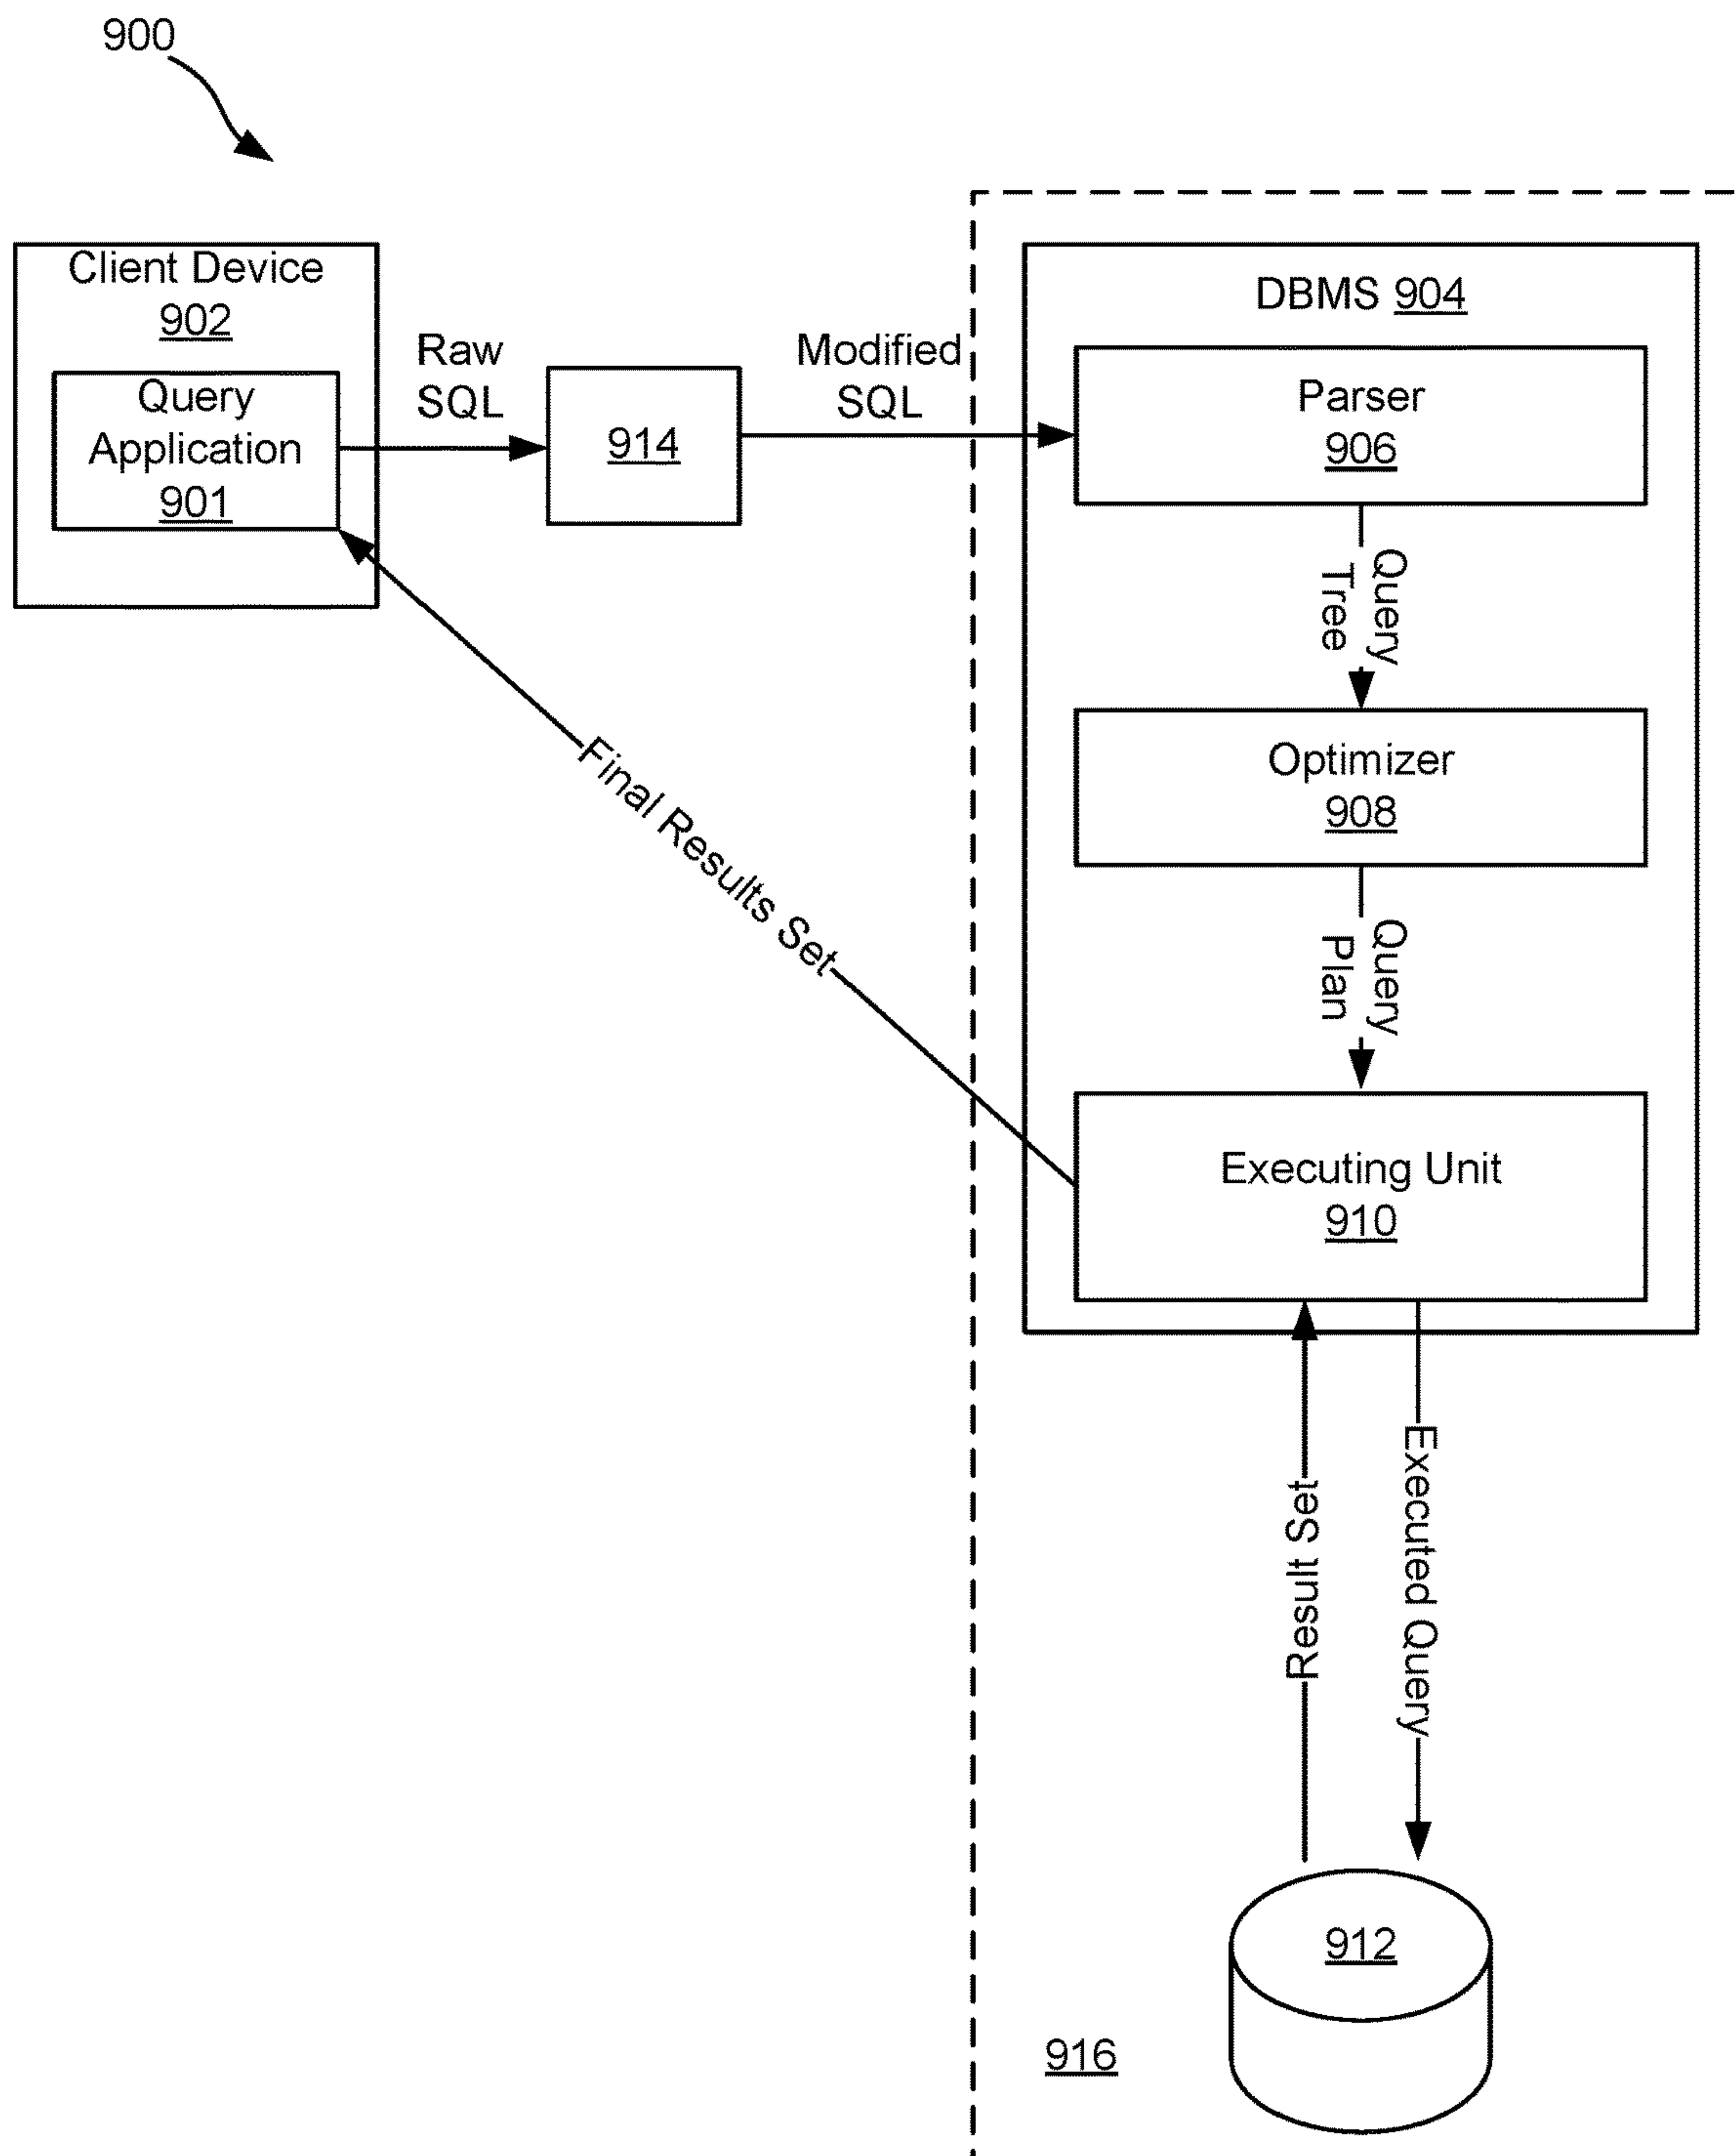 900
Client Device
902
Query
Application
901
Raw
SQL
914
Modified
SQL
DBMS 904
Parser
906
Query
Tree
Optimizer
908
Query
Plan
Executing Unit
910
Final Results Set
Result Set
Executed Query
912
916